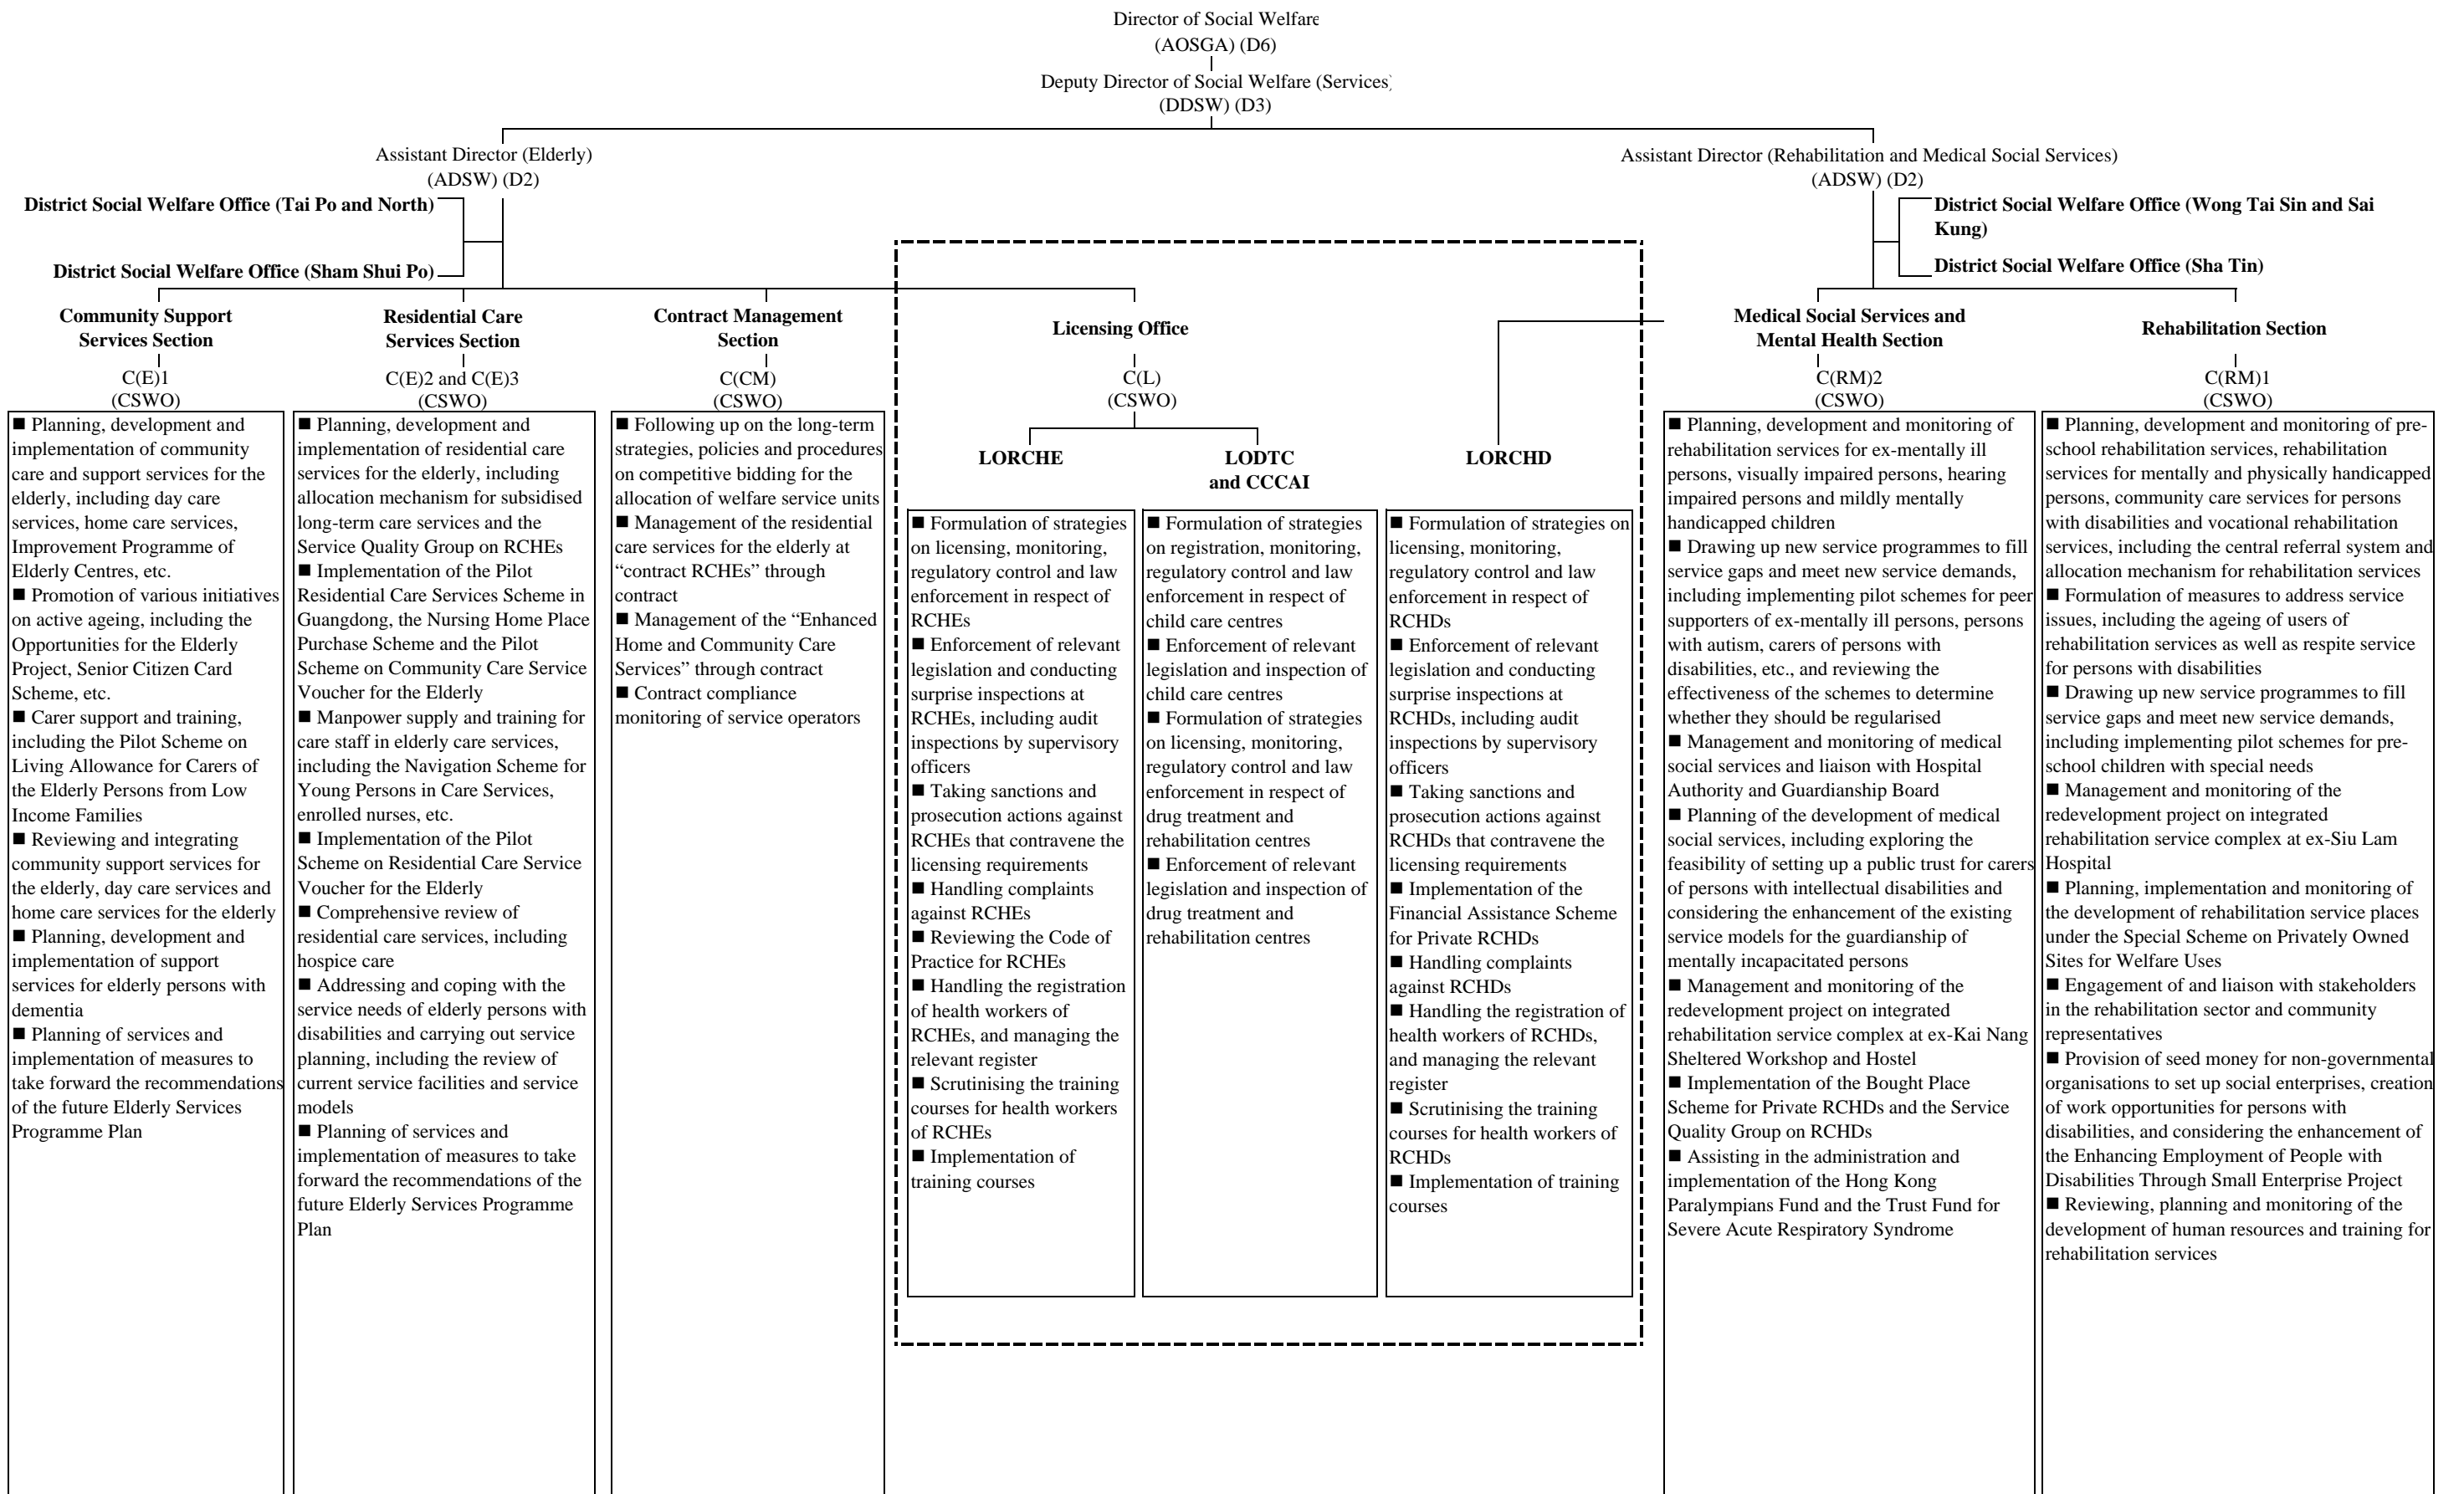 Director of Social Welfare
(AOSGA) (D6)
Deputy Director of Social Welfare (Services)
(DDSW) (D3)
Assistant Director (Elderly)
(ADSW) (D2)
Assistant Director (Rehabilitation and Medical Social Services)
(ADSW) (D2)
District Social Welfare Office (Tai Po and North)
District Social Welfare Office (Sham Shui Po)
District Social Welfare Office (Wong Tai Sin and Sai
Kung)
District Social Welfare Office (Sha Tin)
Community Support
Services Section
C(E)1
(CSWO)
■ Planning, development and
implementation of community
care and support services for the
elderly, including day care
services, home care services,
Improvement Programme of
Elderly Centres, etc.
■ Promotion of various initiatives
on active ageing, including the
Opportunities for the Elderly
Project, Senior Citizen Card
Scheme, etc.
■ Carer support and training,
including the Pilot Scheme on
Living Allowance for Carers of
the Elderly Persons from Low
Income Families
■ Reviewing and integrating
community support services for
the elderly, day care services and
home care services for the elderly
■ Planning, development and
implementation of support
services for elderly persons with
dementia
■ Planning of services and
implementation of measures to
take forward the recommendations
of the future Elderly Services
Programme Plan
Residential Care
Services Section
C(E)2 and C(E)3
(CSWO)
■ Planning, development and
implementation of residential care
services for the elderly, including
allocation mechanism for subsidised
long-term care services and the
Service Quality Group on RCHEs
■ Implementation of the Pilot
Residential Care Services Scheme in
Guangdong, the Nursing Home Place
Purchase Scheme and the Pilot
Scheme on Community Care Service
Voucher for the Elderly
■ Manpower supply and training for
care staff in elderly care services,
including the Navigation Scheme for
Young Persons in Care Services,
enrolled nurses, etc.
■ Implementation of the Pilot
Scheme on Residential Care Service
Voucher for the Elderly
■ Comprehensive review of
residential care services, including
hospice care
■ Addressing and coping with the
service needs of elderly persons with
disabilities and carrying out service
planning, including the review of
current service facilities and service
models
■ Planning of services and
implementation of measures to take
forward the recommendations of the
future Elderly Services Programme
Plan
Contract Management
Section
C(CM)
(CSWO)
■ Following up on the long-term
strategies, policies and procedures
on competitive bidding for the
allocation of welfare service units
■ Management of the residential
care services for the elderly at
“contract RCHEs” through
contract
■ Management of the “Enhanced
Home and Community Care
Services” through contract
■ Contract compliance
monitoring of service operators
Licensing Office
C(L)
(CSWO)
LORCHE
■ Formulation of strategies
on licensing, monitoring,
regulatory control and law
enforcement in respect of
RCHEs
■ Enforcement of relevant
legislation and conducting
surprise inspections at
RCHEs, including audit
inspections by supervisory
officers
■ Taking sanctions and
prosecution actions against
RCHEs that contravene the
licensing requirements
■ Handling complaints
against RCHEs
■ Reviewing the Code of
Practice for RCHEs
■ Handling the registration
of health workers of
RCHEs, and managing the
relevant register
■ Scrutinising the training
courses for health workers
of RCHEs
■ Implementation of
training courses
LODTC
and CCCAI
■ Formulation of strategies
on registration, monitoring,
regulatory control and law
enforcement in respect of
child care centres
■ Enforcement of relevant
legislation and inspection of
child care centres
■ Formulation of strategies
on licensing, monitoring,
regulatory control and law
enforcement in respect of
drug treatment and
rehabilitation centres
■ Enforcement of relevant
legislation and inspection of
drug treatment and
rehabilitation centres
LORCHD
■ Formulation of strategies on
licensing, monitoring,
regulatory control and law
enforcement in respect of
RCHDs
■ Enforcement of relevant
legislation and conducting
surprise inspections at
RCHDs, including audit
inspections by supervisory
officers
■ Taking sanctions and
prosecution actions against
RCHDs that contravene the
licensing requirements
■ Implementation of the
Financial Assistance Scheme
for Private RCHDs
■ Handling complaints
against RCHDs
■ Handling the registration of
health workers of RCHDs,
and managing the relevant
register
■ Scrutinising the training
courses for health workers of
RCHDs
■ Implementation of training
courses
Medical Social Services and
Mental Health Section
C(RM)2
(CSWO)
■ Planning, development and monitoring of
rehabilitation services for ex-mentally ill
persons, visually impaired persons, hearing
impaired persons and mildly mentally
handicapped children
■ Drawing up new service programmes to fill
service gaps and meet new service demands,
including implementing pilot schemes for peer
supporters of ex-mentally ill persons, persons
with autism, carers of persons with
disabilities, etc., and reviewing the
effectiveness of the schemes to determine
whether they should be regularised
■ Management and monitoring of medical
social services and liaison with Hospital
Authority and Guardianship Board
■ Planning of the development of medical
social services, including exploring the
feasibility of setting up a public trust for carers
of persons with intellectual disabilities and
considering the enhancement of the existing
service models for the guardianship of
mentally incapacitated persons
■ Management and monitoring of the
redevelopment project on integrated
rehabilitation service complex at ex-Kai Nang
Sheltered Workshop and Hostel
■ Implementation of the Bought Place
Scheme for Private RCHDs and the Service
Quality Group on RCHDs
■ Assisting in the administration and
implementation of the Hong Kong
Paralympians Fund and the Trust Fund for
Severe Acute Respiratory Syndrome
Rehabilitation Section
C(RM)1
(CSWO)
■ Planning, development and monitoring of pre-
school rehabilitation services, rehabilitation
services for mentally and physically handicapped
persons, community care services for persons
with disabilities and vocational rehabilitation
services, including the central referral system and
allocation mechanism for rehabilitation services
■ Formulation of measures to address service
issues, including the ageing of users of
rehabilitation services as well as respite service
for persons with disabilities
■ Drawing up new service programmes to fill
service gaps and meet new service demands,
including implementing pilot schemes for pre-
school children with special needs
■ Management and monitoring of the
redevelopment project on integrated
rehabilitation service complex at ex-Siu Lam
Hospital
■ Planning, implementation and monitoring of
the development of rehabilitation service places
under the Special Scheme on Privately Owned
Sites for Welfare Uses
■ Engagement of and liaison with stakeholders
in the rehabilitation sector and community
representatives
■ Provision of seed money for non-governmental
organisations to set up social enterprises, creation
of work opportunities for persons with
disabilities, and considering the enhancement of
the Enhancing Employment of People with
Disabilities Through Small Enterprise Project
■ Reviewing, planning and monitoring of the
development of human resources and training for
rehabilitation services